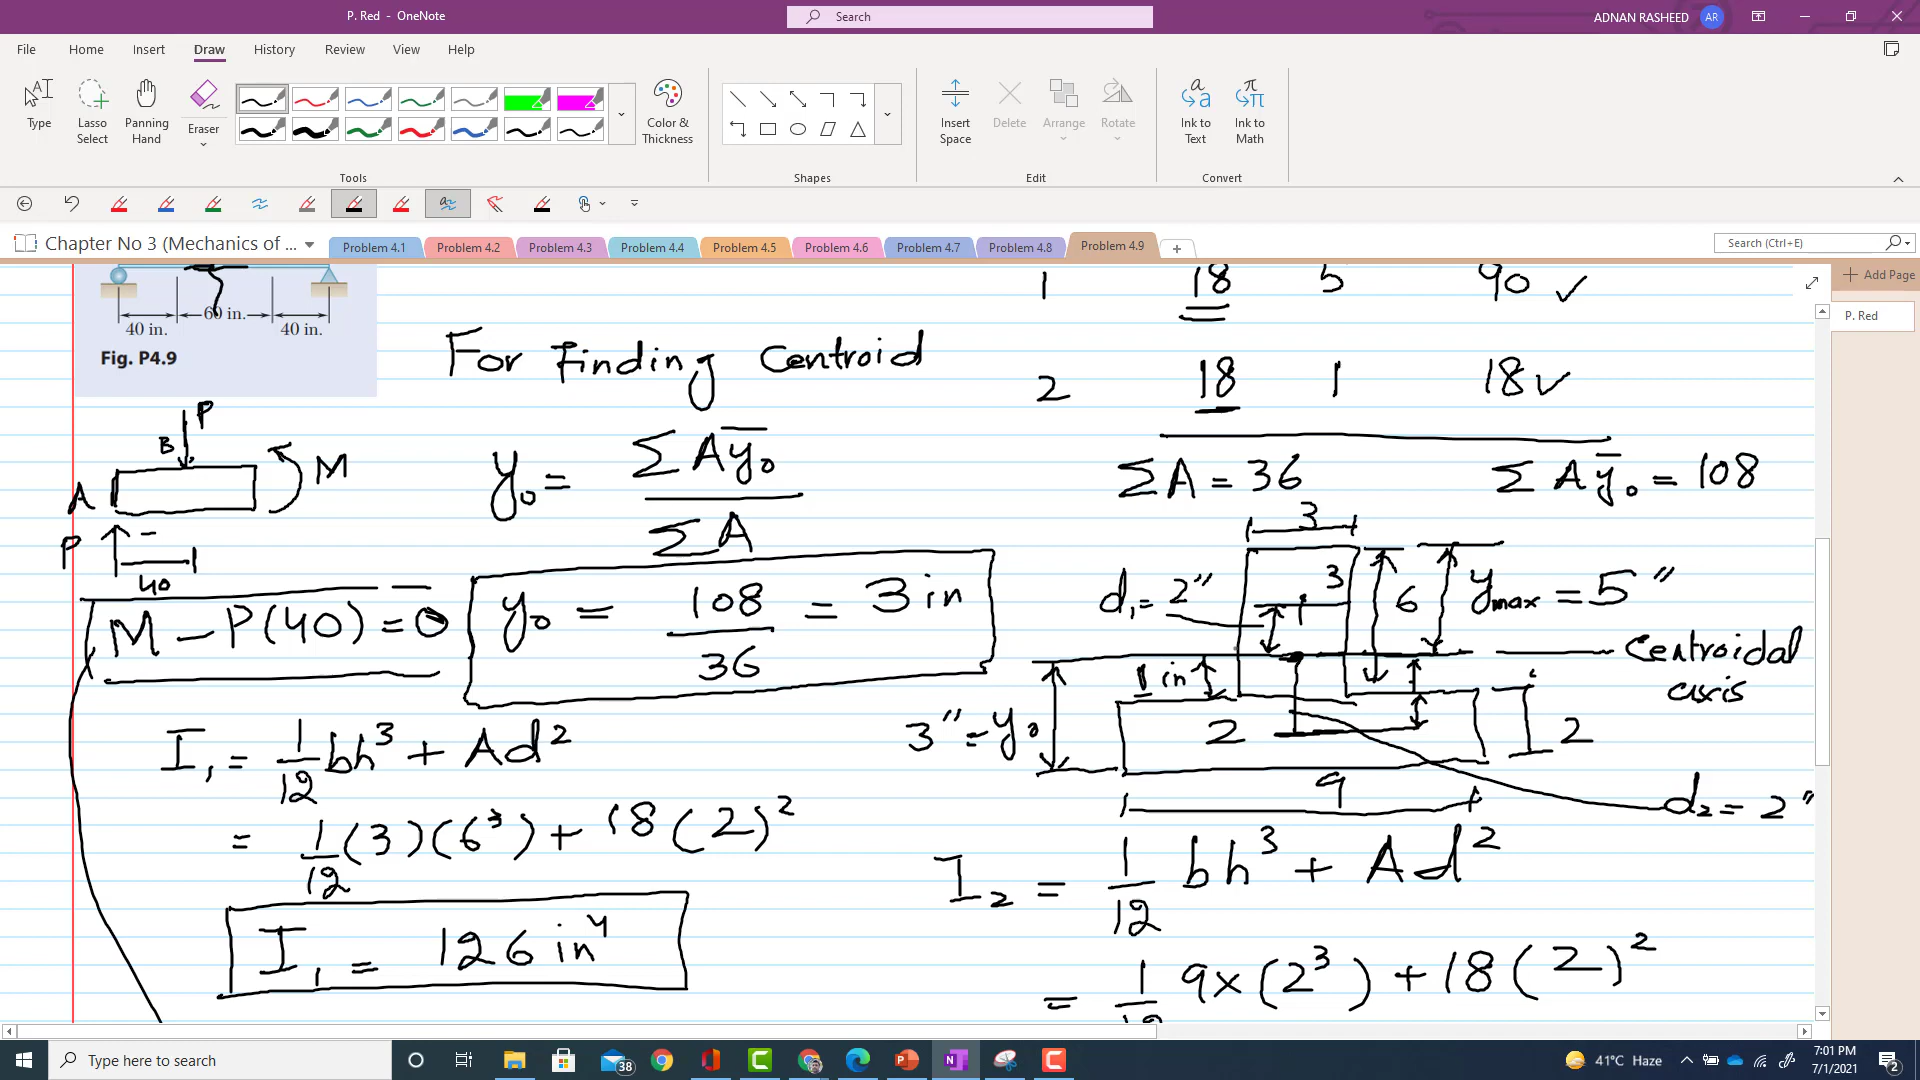 P. Red - OneNote
Search
ADNAN RASHEED
AR
File Home Insert Draw History Review View Help
Type
Lasso Select
Panning Hand
Eraser
Color & Thickness
Insert Space
Delete
Arrange
Rotate
Ink to Text
Ink to Math
Tools
Shapes
Edit
Convert
Chapter No 3 (Mechanics of ...
Problem 4.1
Problem 4.2
Problem 4.3
Problem 4.4
Problem 4.5
Problem 4.6
Problem 4.7
Problem 4.8
Problem 4.9
Search (Ctrl+E)
Add Page
P. Red
40 in.
60 in.
40 in.
Fig. P4.9
1 18 5 90 ✓
For Finding Centroid
2 18 1 18 ✓
P
B
A
M
P
40
y₀ = ΣAȳ₀ / ΣA
ΣA = 36
ΣAȳ₀ = 108
M - P(40) = 0
y₀ = 108/36 = 3 in
3
d₁ = 2"
3
1
6
ymax = 5"
Centroidal axis
1 in
3" = y₀
2
2
9
d₂ = 2"
I₁ = 1/12 bh³ + Ad²
= 1/12 (3)(6³) + 18(2)²
I₁ = 126 in⁴
I₂ = 1/12 bh³ + Ad²
= 1/12 9×(2³) + 18(2)²
Type here to search
38
41°C Haze
7:01 PM
7/1/2021
2